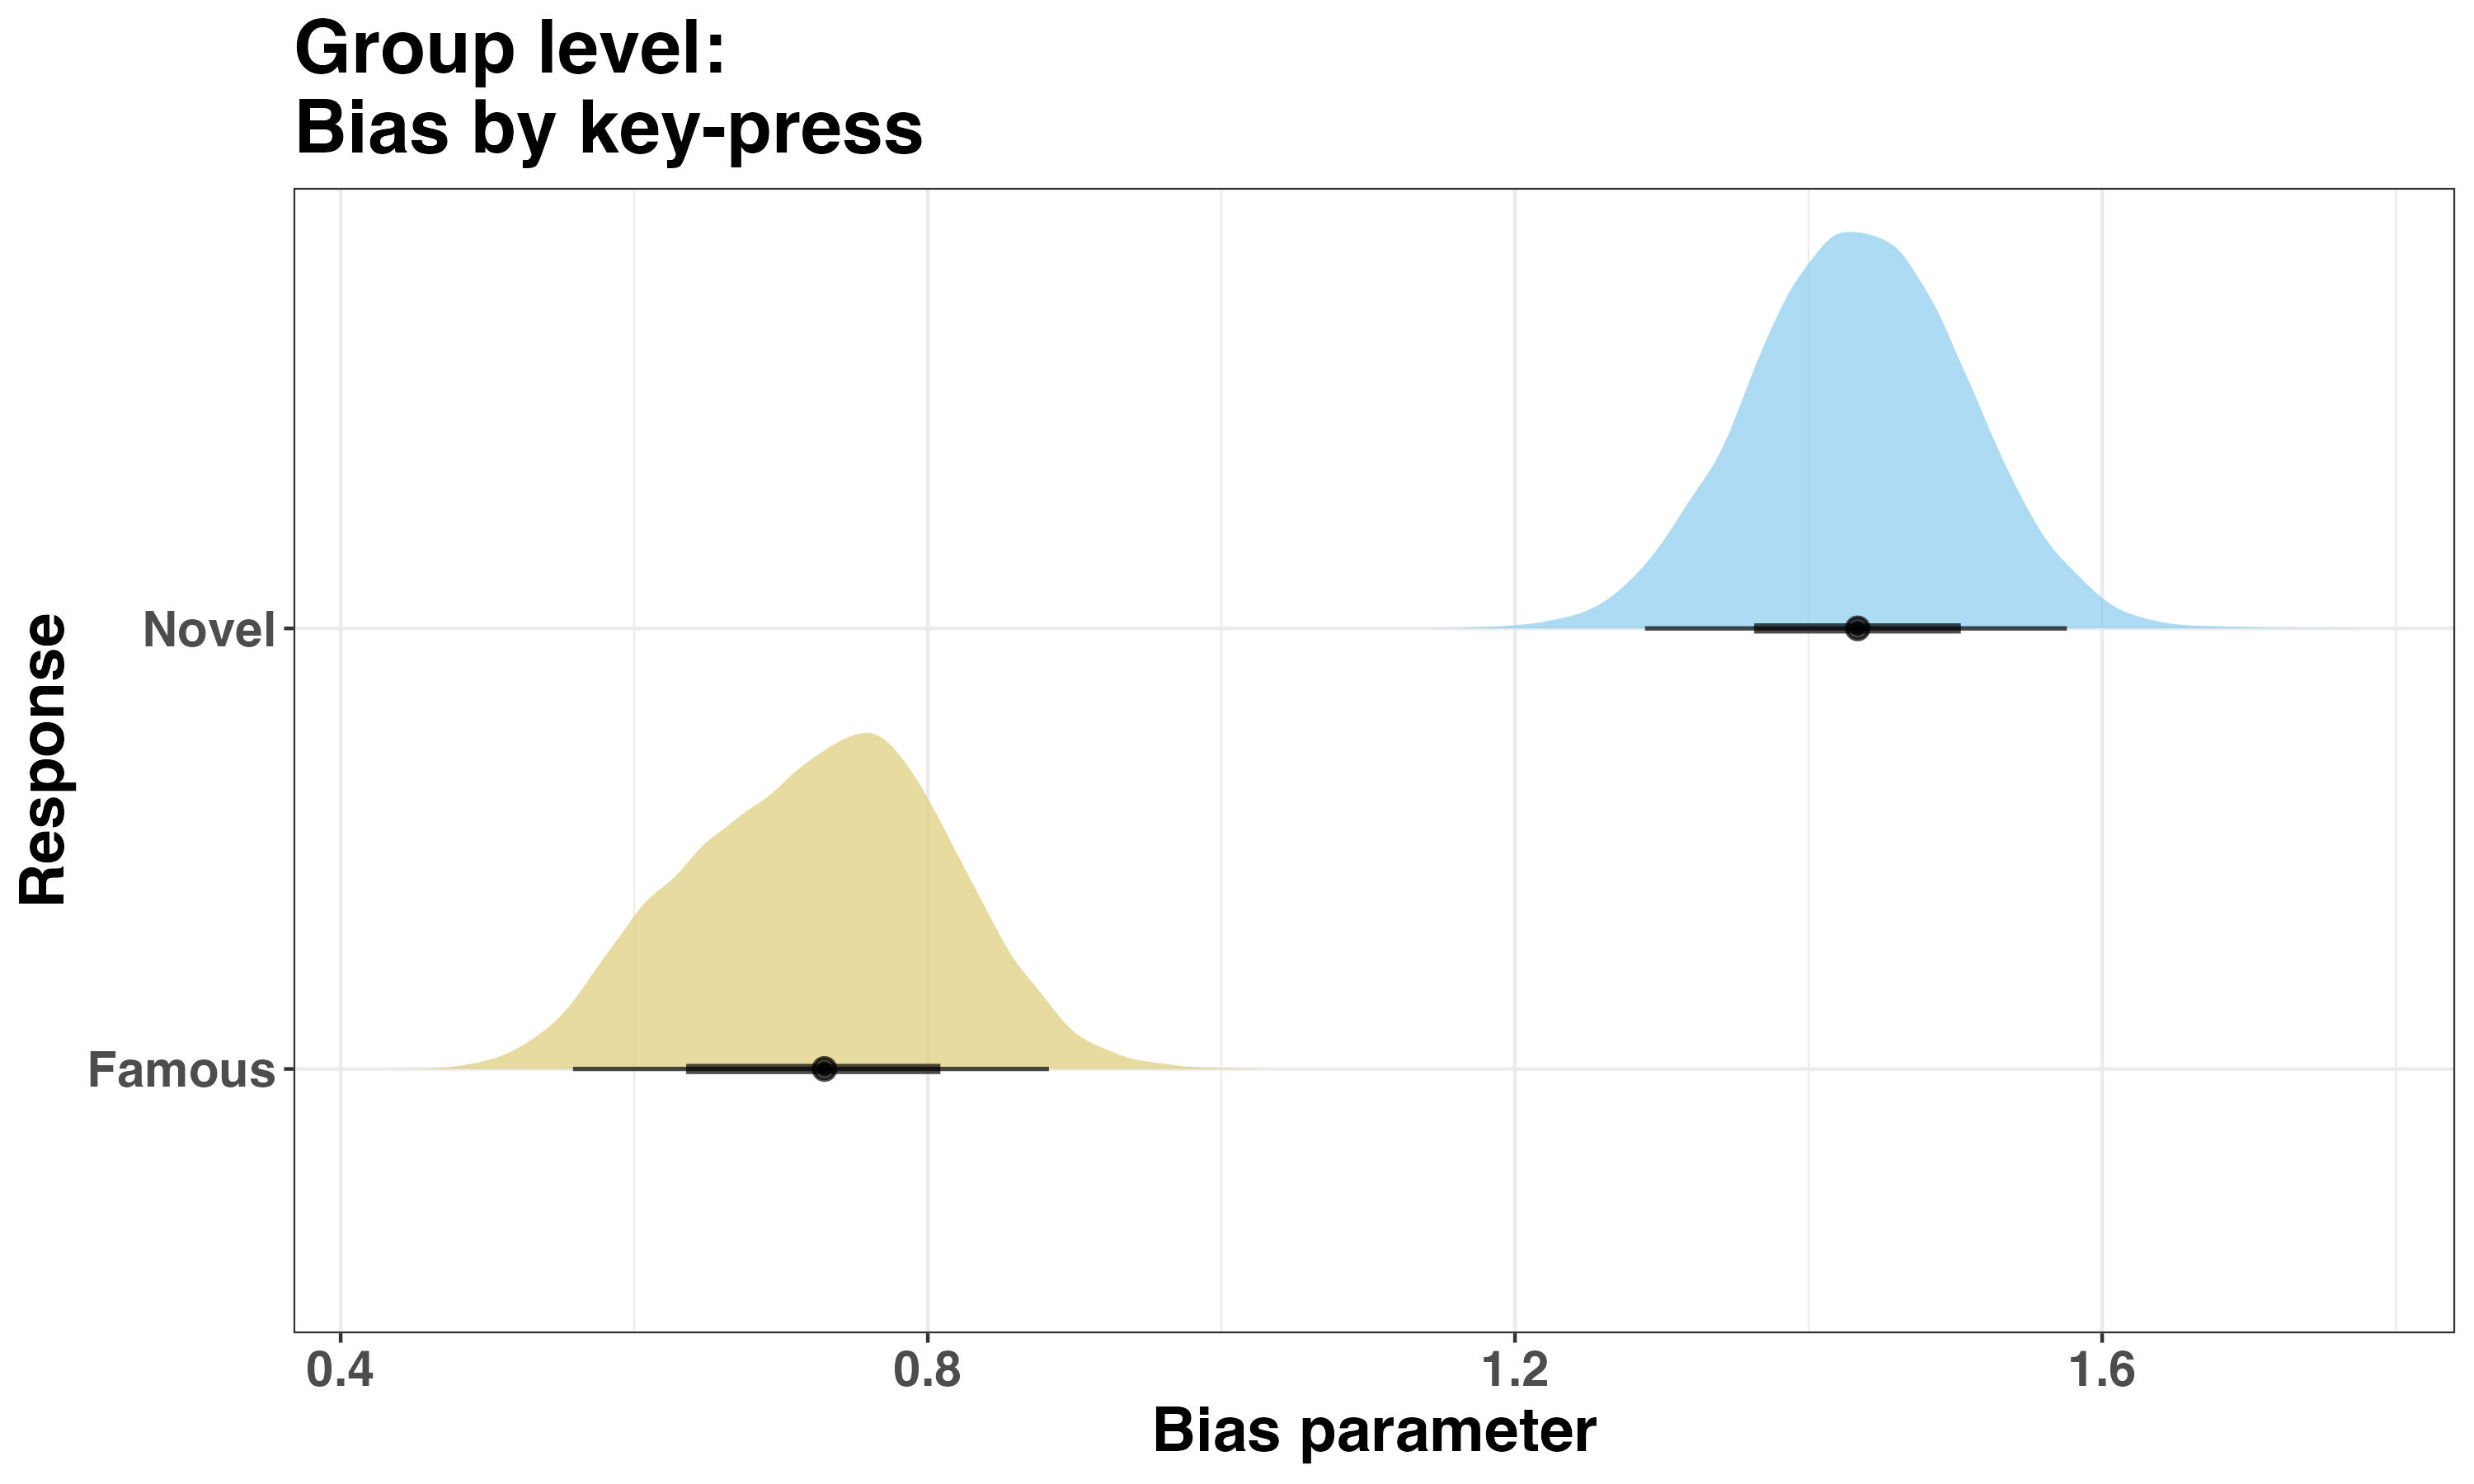 Group level:
Bias by key-press
Response
Novel
Famous
0.4
0.8
1.2
1.6
Bias parameter